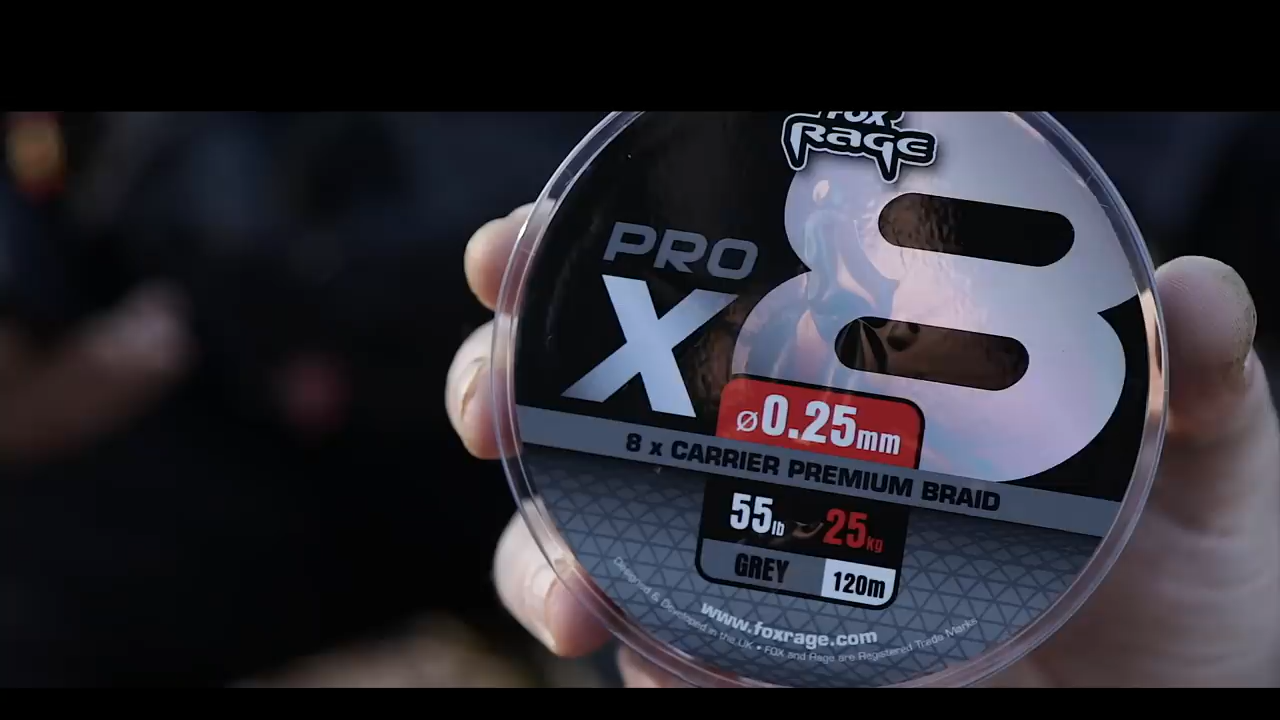 FOX
RAGE
PRO
X8
ø0.25mm
8 x CARRIER PREMIUM BRAID
55lb 25kg
GREY 120m
www.foxrage.com
Designed & Developed in the UK • FOX and Rage are Registered Trade Marks